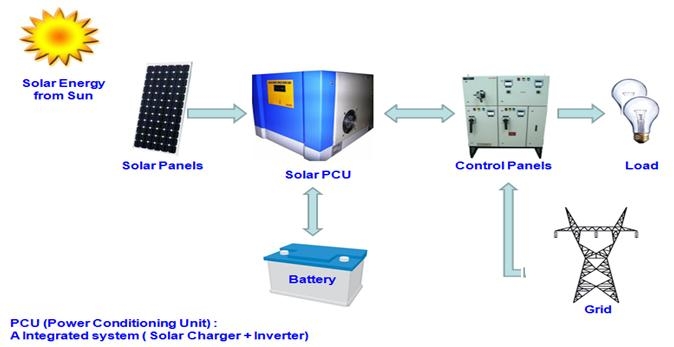 Solar Energy
from Sun
Solar Panels
Solar PCU
Control Panels
Load
Battery
Grid
PCU (Power Conditioning Unit) :
A Integrated system ( Solar Charger + Inverter)